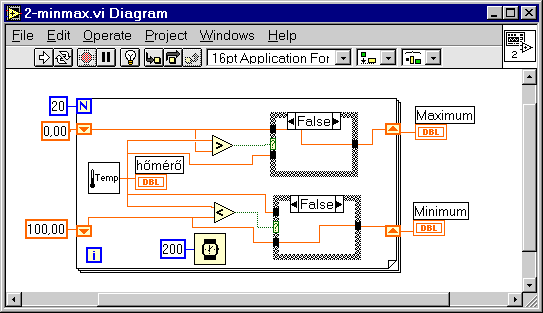 2-minmax.vi Diagram
File Edit Operate Project Windows Help
16pt Application For
2
20
N
Maximum
DBL
0,00
False
>
?
Temp
hőmérő
DBL
False
Minimum
DBL
<
?
100,00
i
200